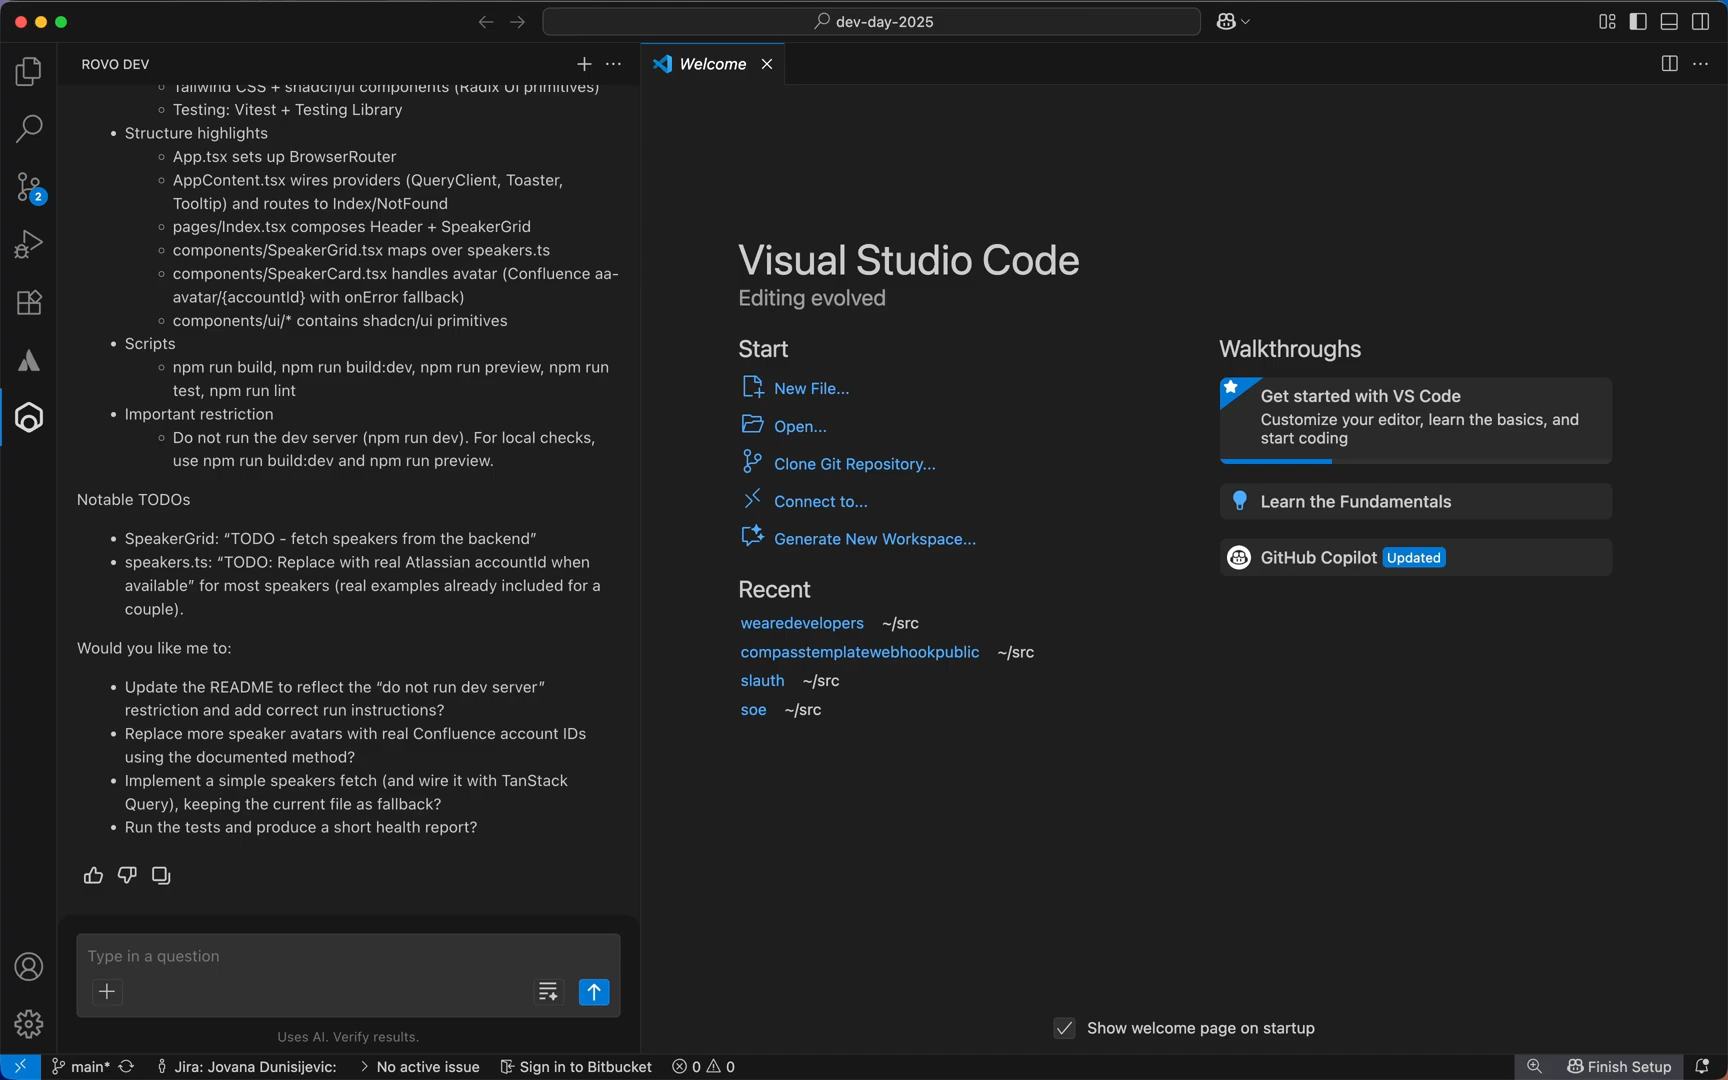 dev-day-2025
ROVO DEV
Welcome
Tailwind CSS + shadcn/ui components (Radix UI primitives)
Testing: Vitest + Testing Library
Structure highlights
App.tsx sets up BrowserRouter
AppContent.tsx wires providers (QueryClient, Toaster,
Tooltip) and routes to Index/NotFound
pages/Index.tsx composes Header + SpeakerGrid
components/SpeakerGrid.tsx maps over speakers.ts
components/SpeakerCard.tsx handles avatar (Confluence aa-
avatar/{accountId} with onError fallback)
components/ui/* contains shadcn/ui primitives
Scripts
npm run build, npm run build:dev, npm run preview, npm run
test, npm run lint
Important restriction
Do not run the dev server (npm run dev). For local checks,
use npm run build:dev and npm run preview.
Notable TODOs
SpeakerGrid: “TODO - fetch speakers from the backend”
speakers.ts: “TODO: Replace with real Atlassian accountId when
available” for most speakers (real examples already included for a
couple).
Would you like me to:
Update the README to reflect the “do not run dev server”
restriction and add correct run instructions?
Replace more speaker avatars with real Confluence account IDs
using the documented method?
Implement a simple speakers fetch (and wire it with TanStack
Query), keeping the current file as fallback?
Run the tests and produce a short health report?
Type in a question
Uses AI. Verify results.
2
Visual Studio Code
Editing evolved
Start
New File...
Open...
Clone Git Repository...
Connect to...
Generate New Workspace...
Recent
wearedevelopers ~/src
compasstemplatewebhookpublic ~/src
slauth ~/src
soe ~/src
Walkthroughs
Get started with VS Code
Customize your editor, learn the basics, and
start coding
Learn the Fundamentals
GitHub Copilot Updated
Show welcome page on startup
main* Jira: Jovana Dunisijevic: No active issue Sign in to Bitbucket 0 0 Finish Setup